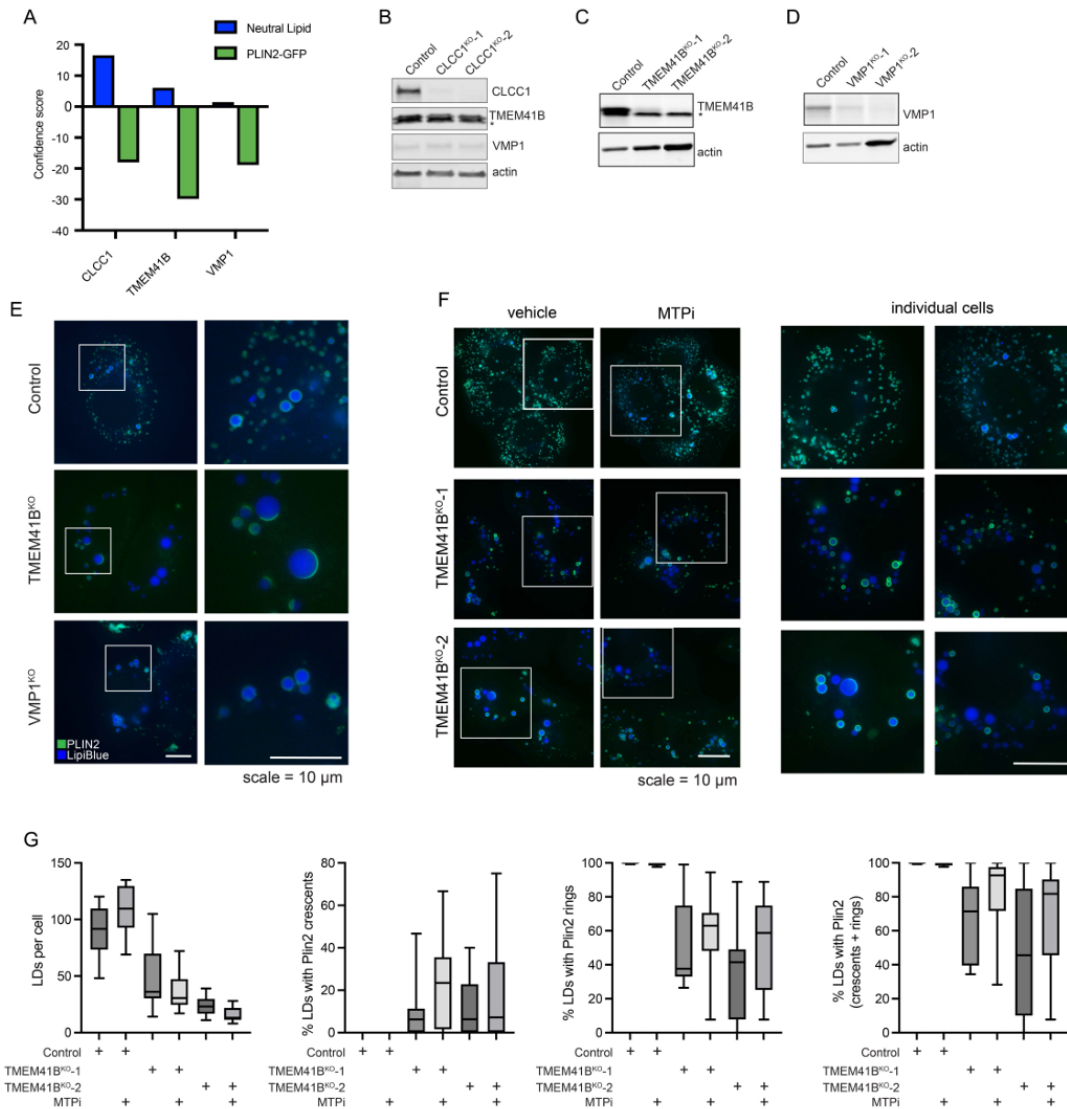 A
Neutral Lipid
PLIN2-GFP
20
10
0
-10
-20
-30
-40
Confidence score
CLCC1
TMEM41B
VMP1
B
Control
CLCC1KO-1
CLCC1KO-2
CLCC1
TMEM41B
*
VMP1
actin
C
Control
TMEM41BKO-1
TMEM41BKO-2
TMEM41B
*
actin
D
Control
VMP1KO-1
VMP1KO-2
VMP1
actin
E
Control
TMEM41BKO
VMP1KO
PLIN2
LipiBlue
scale = 10 µm
F
vehicle
MTPi
individual cells
Control
TMEM41BKO-1
TMEM41BKO-2
scale = 10 µm
G
LDs per cell
150
100
50
0
Control + +
TMEM41BKO-1 + +
TMEM41BKO-2 + +
MTPi + + +
% LDs with Plin2 crescents
80
60
40
20
0
Control + +
TMEM41BKO-1 + +
TMEM41BKO-2 + +
MTPi + + +
% LDs with Plin2 rings
100
80
60
40
20
0
Control + +
TMEM41BKO-1 + +
TMEM41BKO-2 + +
MTPi + + +
% LDs with Plin2
(crescents + rings)
100
80
60
40
20
0
Control + +
TMEM41BKO-1 + +
TMEM41BKO-2 + +
MTPi + + +